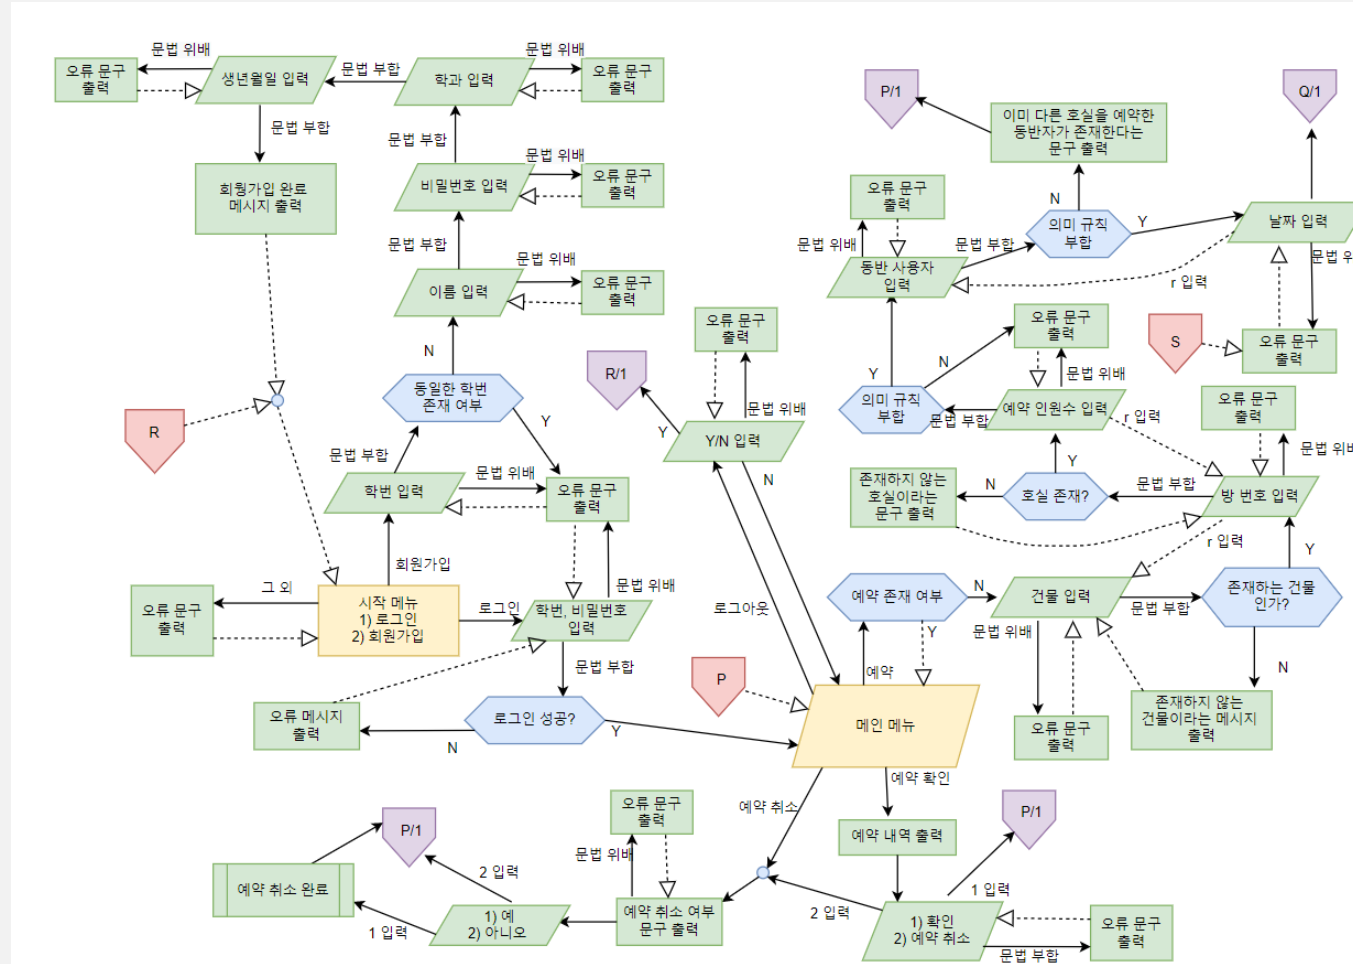 문법 위배
오류 문구
출력
생년월일 입력
문법 부합
학과 입력
문법 위배
오류 문구
출력
문법 부합
회웡가입 완료
메시지 출력
문법 부합
비밀번호 입력
문법 위배
오류 문구
출력
문법 부합
이름 입력
문법 위배
오류 문구
출력
N
동일한 학번
존재 여부
Y
R
문법 부합
학번 입력
문법 위배
오류 문구
출력
회원가입
그 외
오류 문구
출력
시작 메뉴
1) 로그인
2) 회원가입
로그인
문법 위배
학번, 비밀번호
입력
문법 부합
오류 메시지
출력
N
로그인 성공?
Y
R/1
오류 문구
출력
문법 위배
Y
Y/N 입력
N
로그아웃
P
메인 메뉴
예약
Y
예약 존재 여부
N
P/1
이미 다른 호실을 예약한
동반자가 존재한다는
문구 출력
Q/1
오류 문구
출력
N
의미 규칙
부합
Y
날짜 입력
문법 위배
문법 부합
동반 사용자
입력
r 입력
문법 위
S
오류 문구
출력
오류 문구
출력
N
Y
문법 위배
의미 규칙
부합
문법 부합
예약 인원수 입력
r 입력
오류 문구
출력
문법 위배
Y
존재하지 않는
호실이라는
문구 출력
N
호실 존재?
문법 부합
방 번호 입력
r 입력
Y
건물 입력
문법 부합
존재하는 건물
인가?
문법 위배
N
오류 문구
출력
존재하지 않는
건물이라는 메시지
출력
예약 취소
예약 확인
예약 내역 출력
P/1
1 입력
2 입력
1) 확인
2) 예약 취소
문법 부합
오류 문구
출력
오류 문구
출력
문법 위배
예약 취소 여부
문구 출력
P/1
2 입력
1) 예
2) 아니오
1 입력
예약 취소 완료